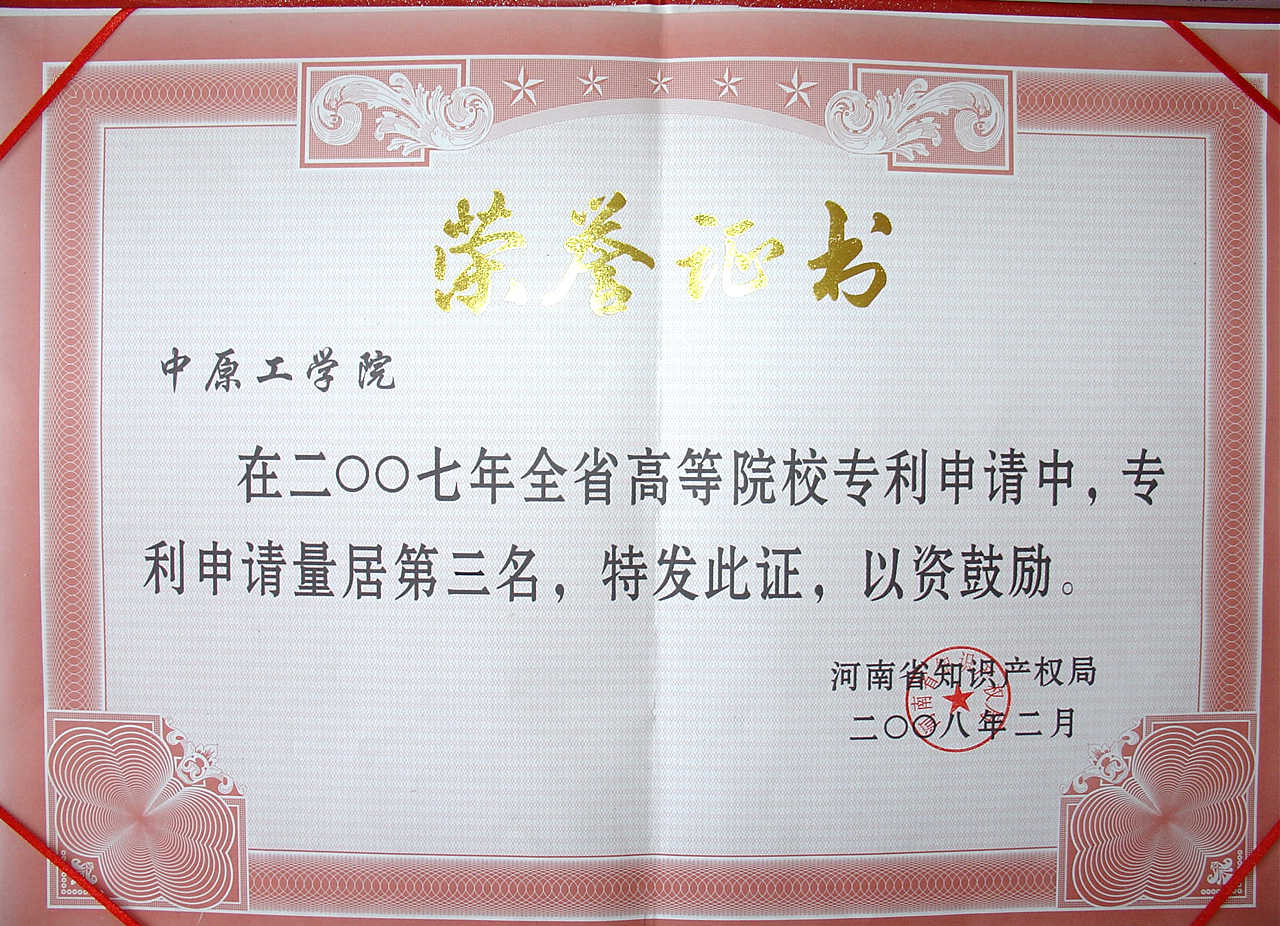 荣誉证书
中原工学院
在二〇〇七年全省高等院校专利申请中，专
利申请量居第三名，特发此证，以资鼓励。
河南省知识产权局
二〇〇八年二月